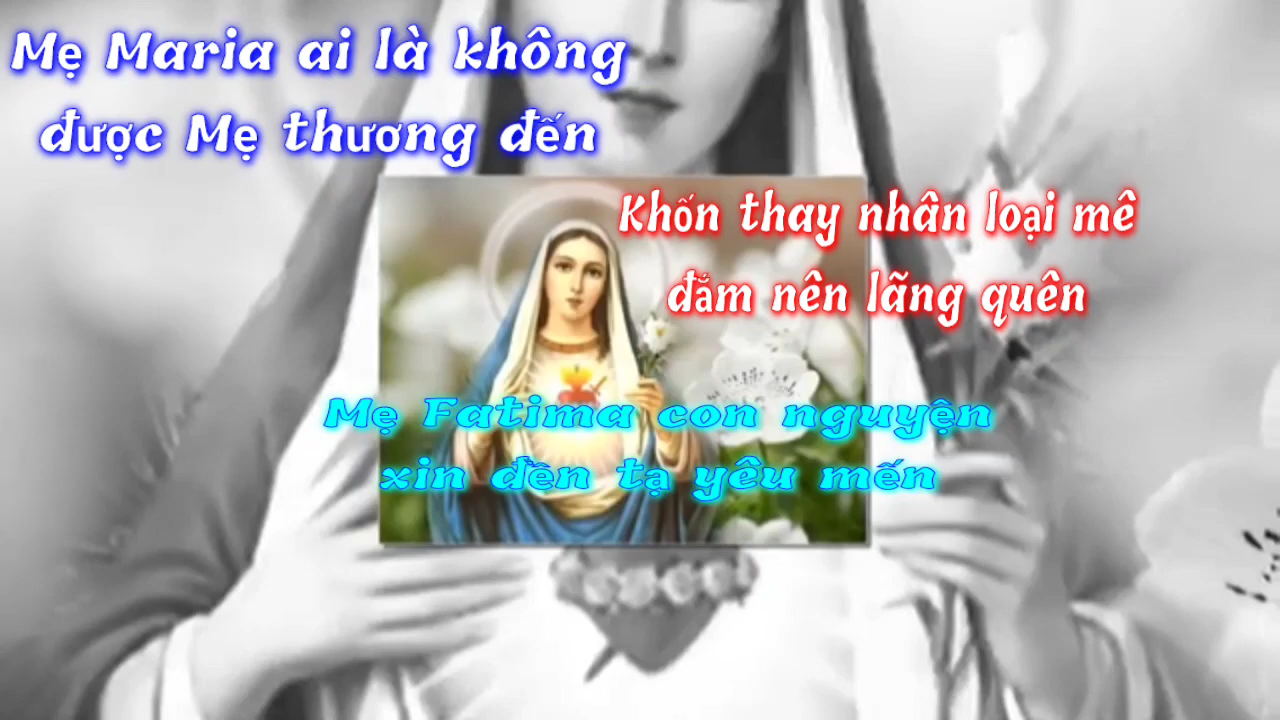 Mẹ Maria ai là không
được Mẹ thương đến
Khốn thay nhân loại mê
đắm nên lãng quên
Mẹ Fatima con nguyện
xin đền tạ yêu mến